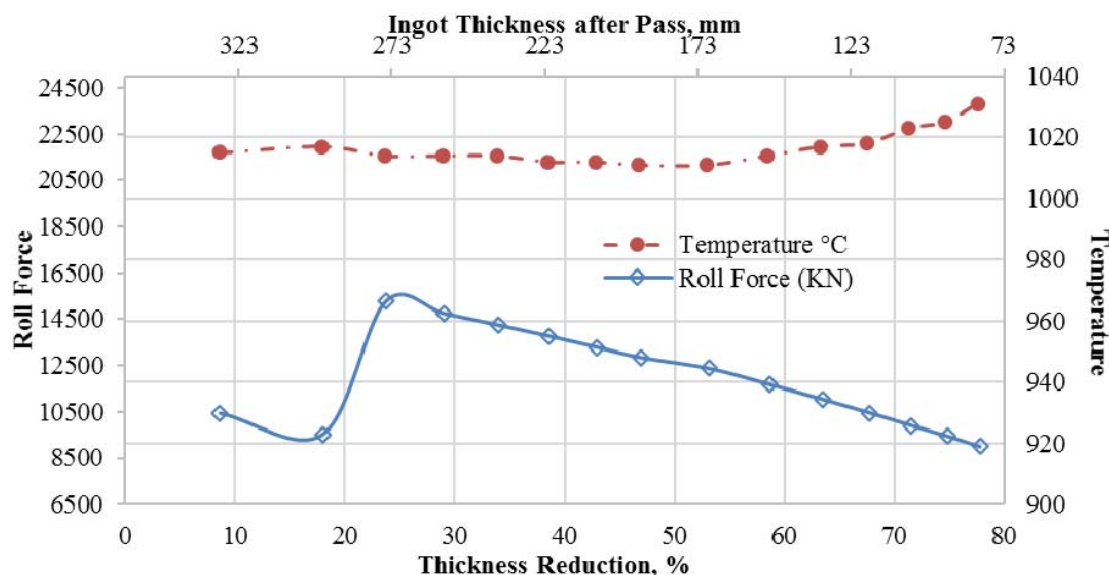 Ingot Thickness after Pass, mm
323 273 223 173 123 73
24500 1040
22500 1020
20500 1000
18500 980
16500 960
14500 940
12500 920
10500 900
8500
6500
Roll Force
Temperature
Temperature °C
Roll Force (KN)
0 10 20 30 40 50 60 70 80
Thickness Reduction, %